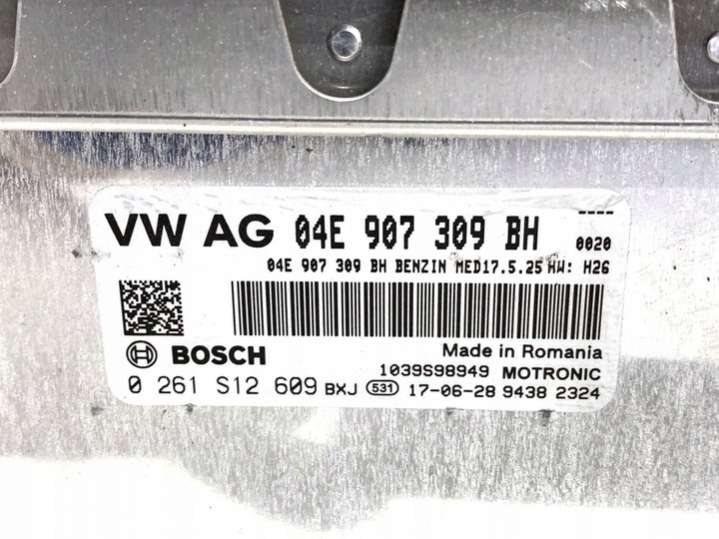 ----
VW AG 04E 907 309 BH 0020
04E 907 309 BH BENZIN MED17.5.25 HW: H26
BOSCH Made in Romania
1039S98949 MOTRONIC
0 261 S12 609 BXJ 531 17-06-28 9438 2324